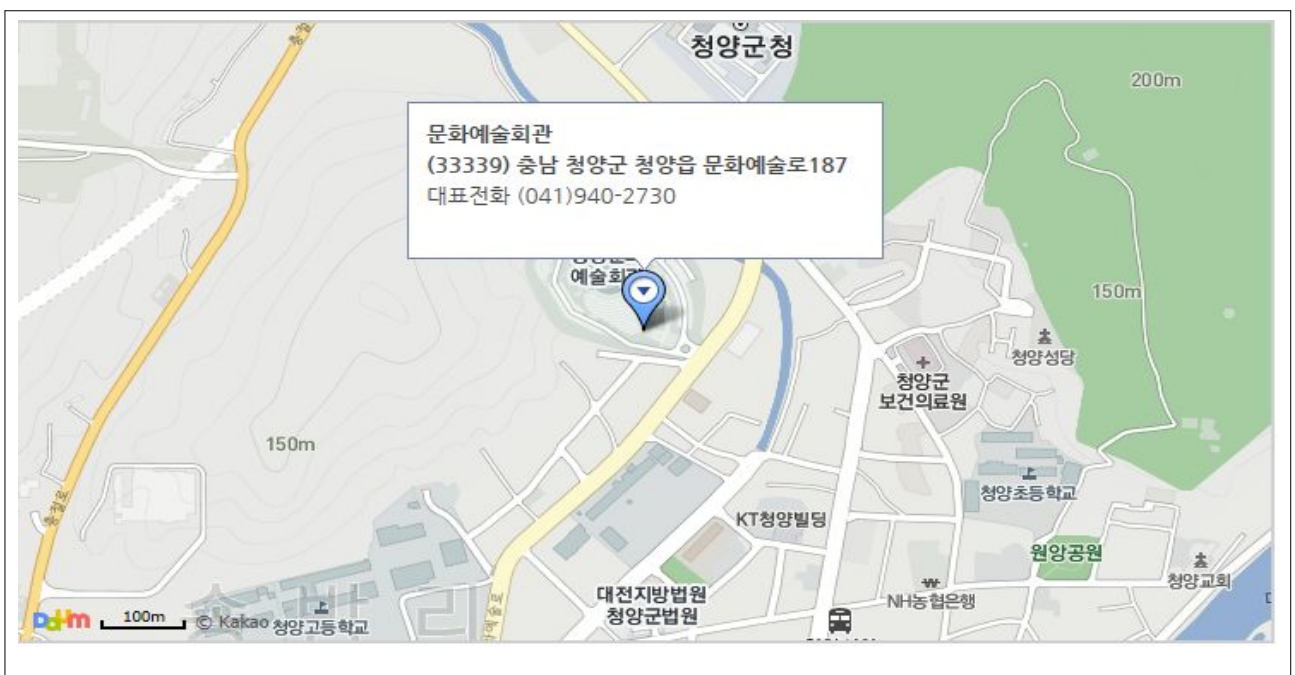 청양군청
200m
문화예술회관
(33339) 충남 청양군 청양읍 문화예술로187
대표전화 (041)940-2730
예술회관
150m
청양성당
청양군
보건의료원
150m
충절로
청양초등학교
KT청양빌딩
원앙공원
청양교회
대전지방법원
청양군법원
NH농협은행
Daum
100m
© Kakao
청양고등학교